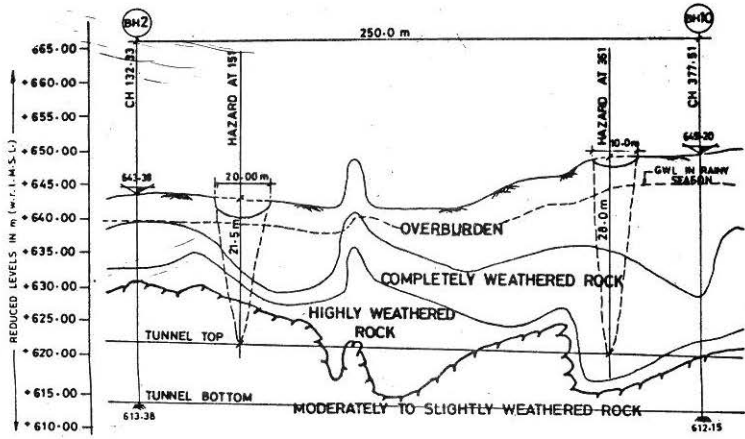 BH2
BH10
250.0 m
665.00
+660.00
+655.00
+650.00
+645.00
+640.00
+635.00
+630.00
+625.00
+620.00
+615.00
+610.00
REDUCED LEVELS IN m (w.r.t. M.S.L.)
CH 132.33
HAZARD AT 151
HAZARD AT 361
CH 377.51
643.38
20.00 m
10.0m
649.20
GWL IN RAINY
SEASON
21.5 m
28.0 m
OVERBURDEN
COMPLETELY WEATHERED ROCK
HIGHLY WEATHERED
ROCK
TUNNEL TOP
TUNNEL BOTTOM
MODERATELY TO SLIGHTLY WEATHERED ROCK
613.38
612.15